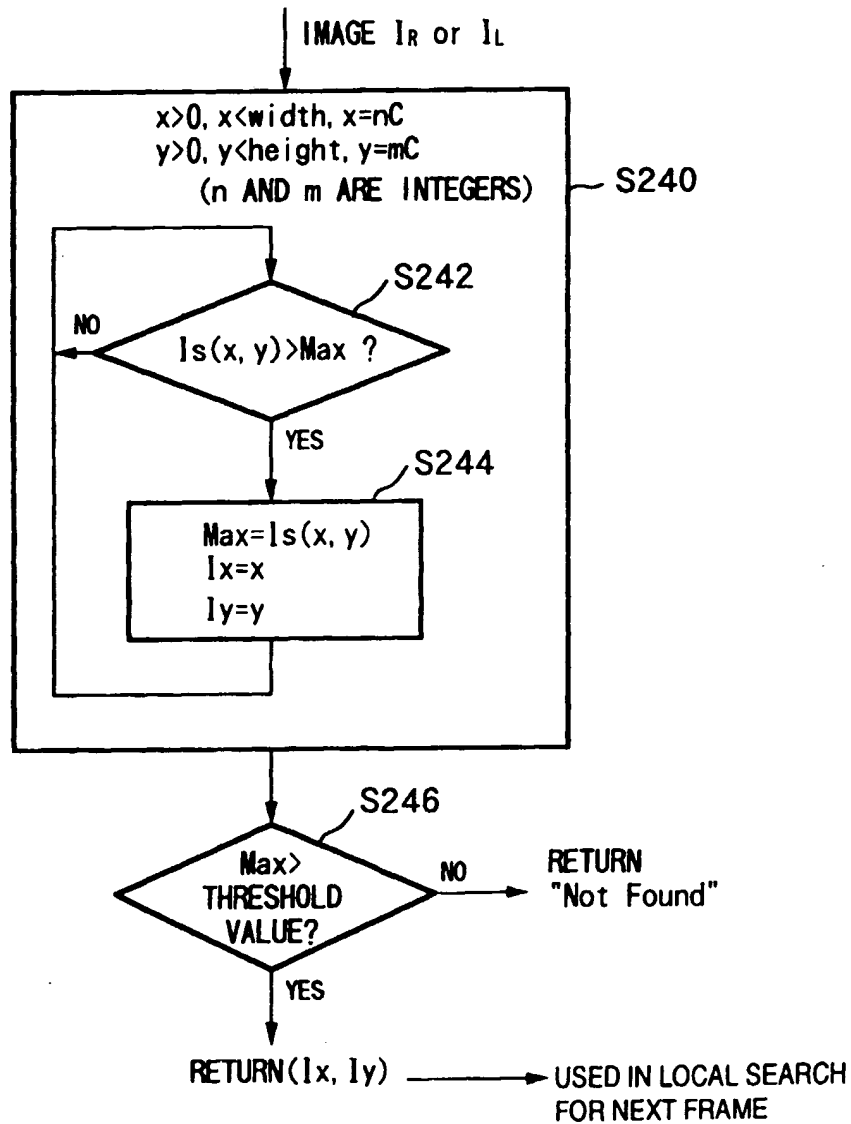 IMAGE IR or IL
x>0, x<width, x=nC
y>0, y<height, y=mC
(n AND m ARE INTEGERS)
S240
S242
NO
Is(x, y)>Max ?
YES
S244
Max=Is(x, y)
Ix=x
Iy=y
S246
Max>
THRESHOLD
VALUE?
NO
RETURN
"Not Found"
YES
RETURN(Ix, Iy)
USED IN LOCAL SEARCH
FOR NEXT FRAME